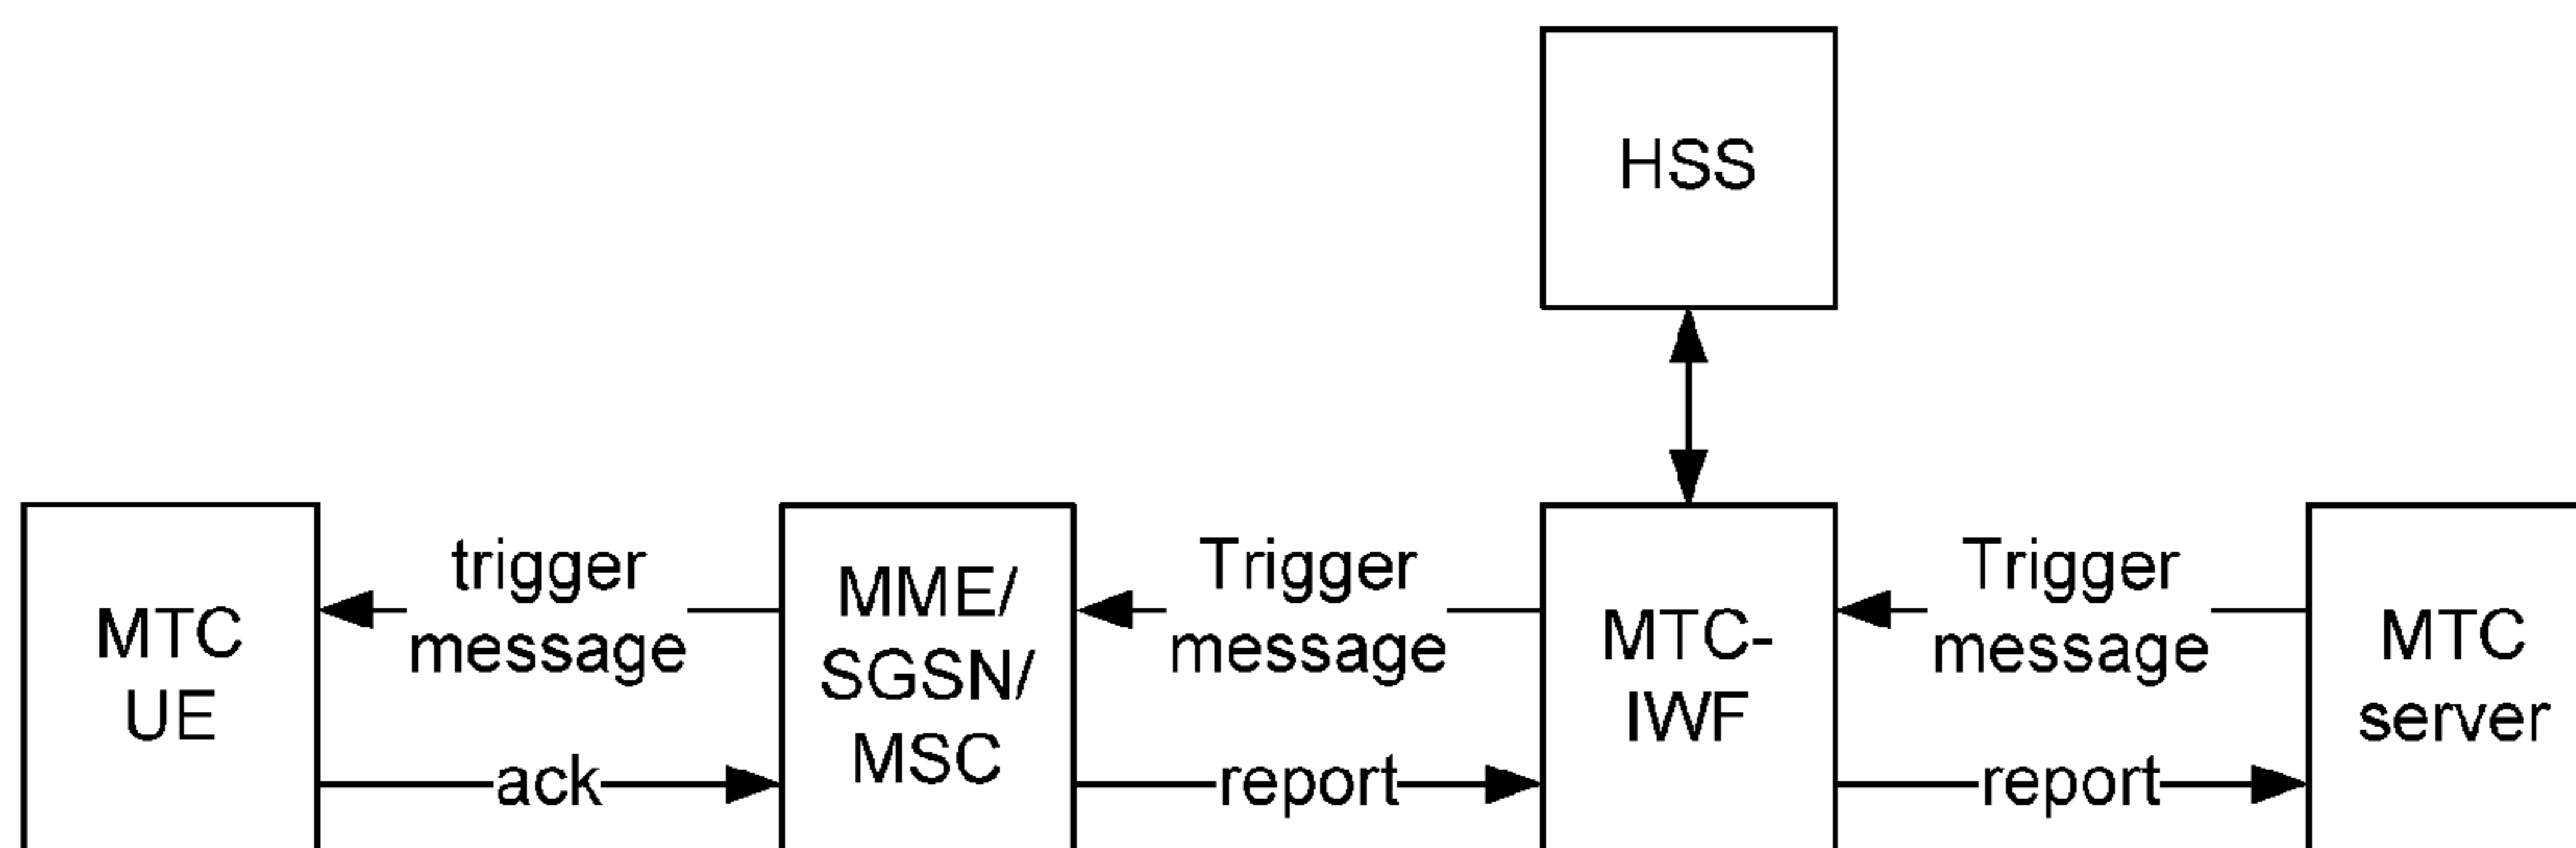 HSS
MTC
UE
trigger
message
ack
MME/
SGSN/
MSC
Trigger
message
report
MTC-
IWF
Trigger
message
report
MTC
server